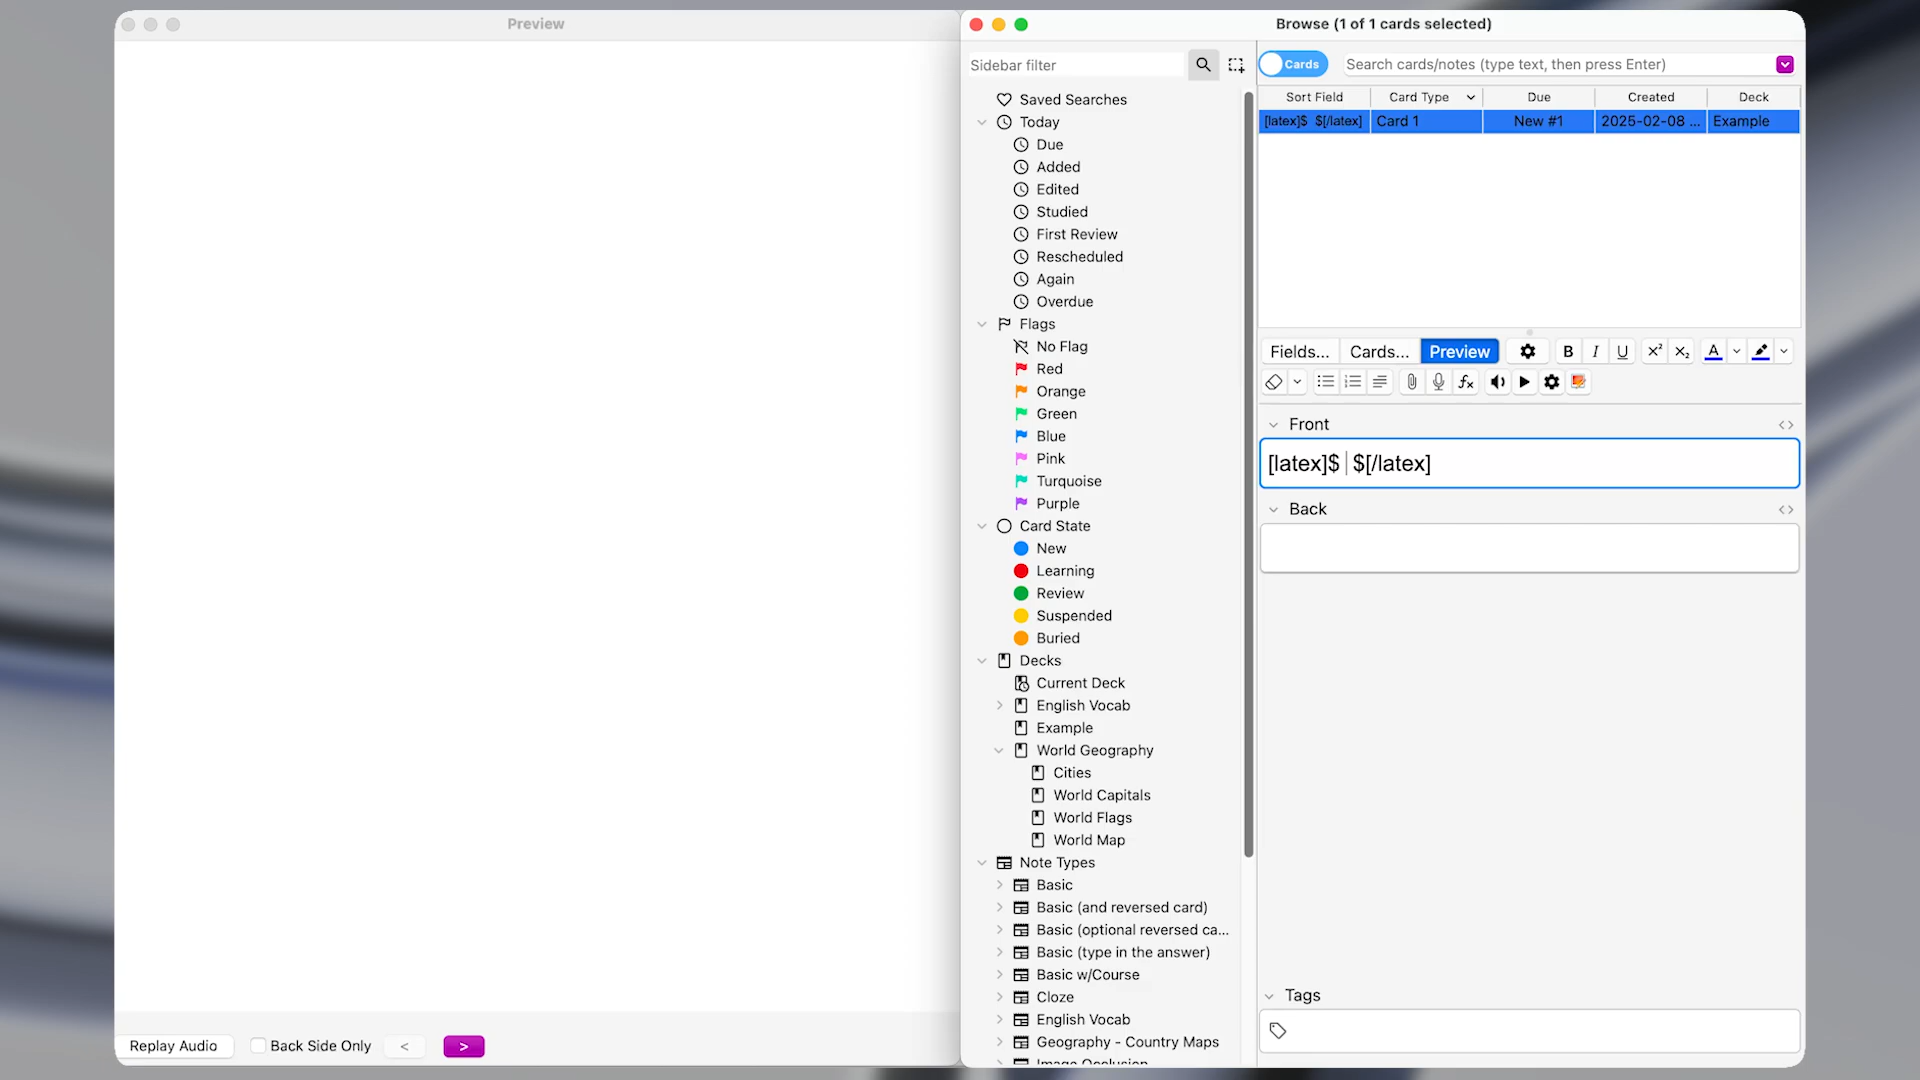 Preview
Replay Audio
Back Side Only
<
>
Browse (1 of 1 cards selected)
Sidebar filter
Saved Searches
Today
Due
Added
Edited
Studied
First Review
Rescheduled
Again
Overdue
Flags
No Flag
Red
Orange
Green
Blue
Pink
Turquoise
Purple
Card State
New
Learning
Review
Suspended
Buried
Decks
Current Deck
English Vocab
Example
World Geography
Cities
World Capitals
World Flags
World Map
Note Types
Basic
Basic (and reversed card)
Basic (optional reversed ca...
Basic (type in the answer)
Basic w/Course
Cloze
English Vocab
Geography - Country Maps
Image Occlusion
Cards
Search cards/notes (type text, then press Enter)
Sort Field Card Type Due Created Deck
[latex]$ $[/latex] Card 1 New #1 2025-02-08 ... Example
Fields... Cards... Preview B I U x² x₂ A
fx
Front
<>
[latex]$ $[/latex]
Back
<>
Tags